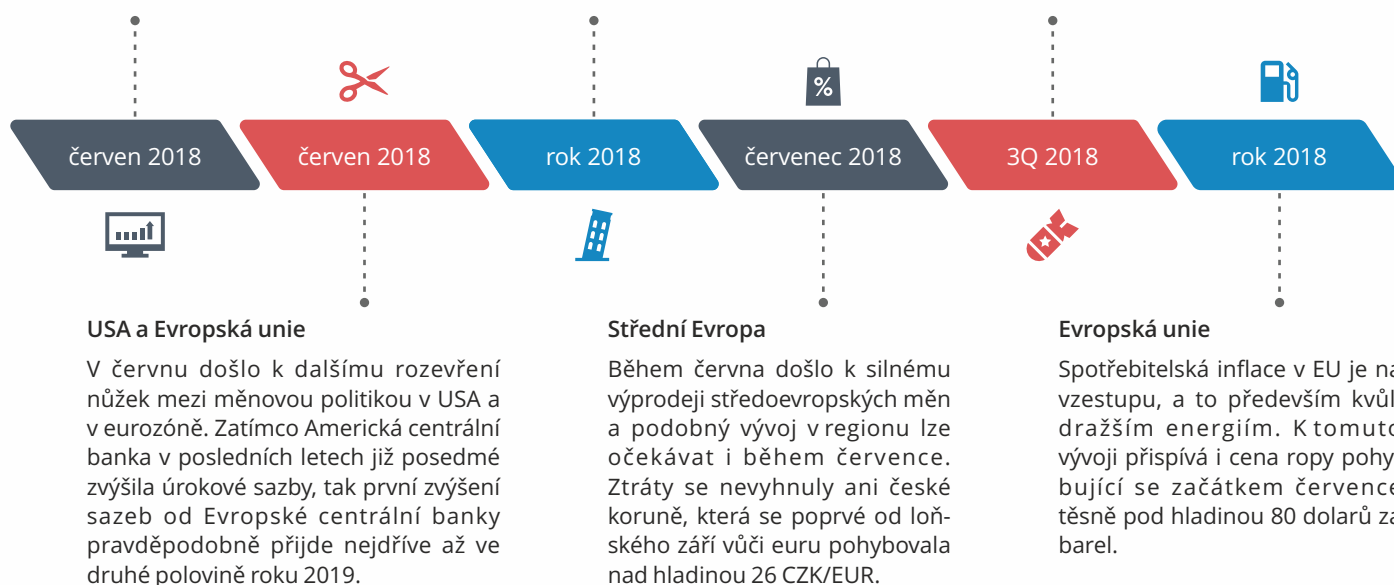 červen 2018
červen 2018
rok 2018
červenec 2018
3Q 2018
rok 2018
%
USA a Evropská unie
V červnu došlo k dalšímu rozevření
nůžek mezi měnovou politikou v USA a
v eurozóně. Zatímco Americká centrální
banka v posledních letech již posedmé
zvýšila úrokové sazby, tak první zvýšení
sazeb od Evropské centrální banky
pravděpodobně přijde nejdříve až ve
druhé polovině roku 2019.
Střední Evropa
Během června došlo k silnému
výprodeji středoevropských měn
a podobný vývoj v regionu lze
očekávat i během července.
Ztráty se nevyhnuly ani české
koruně, která se poprvé od loň-
ského září vůči euru pohybovala
nad hladinou 26 CZK/EUR.
Evropská unie
Spotřebitelská inflace v EU je na
vzestupu, a to především kvůl
dražším energiím. K tomuto
vývoji přispívá i cena ropy pohy
bující se začátkem července
těsně pod hladinou 80 dolarů za
barel.